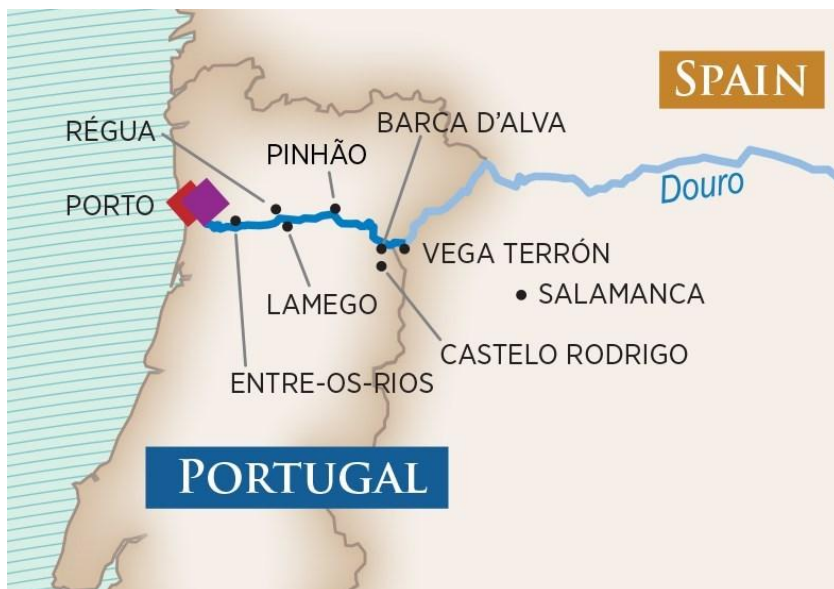 SPAIN
RÉGUA
BARCA D'ALVA
PINHÃO
Douro
PORTO
VEGA TERRÓN
LAMEGO
SALAMANCA
CASTELO RODRIGO
ENTRE-OS-RIOS
PORTUGAL